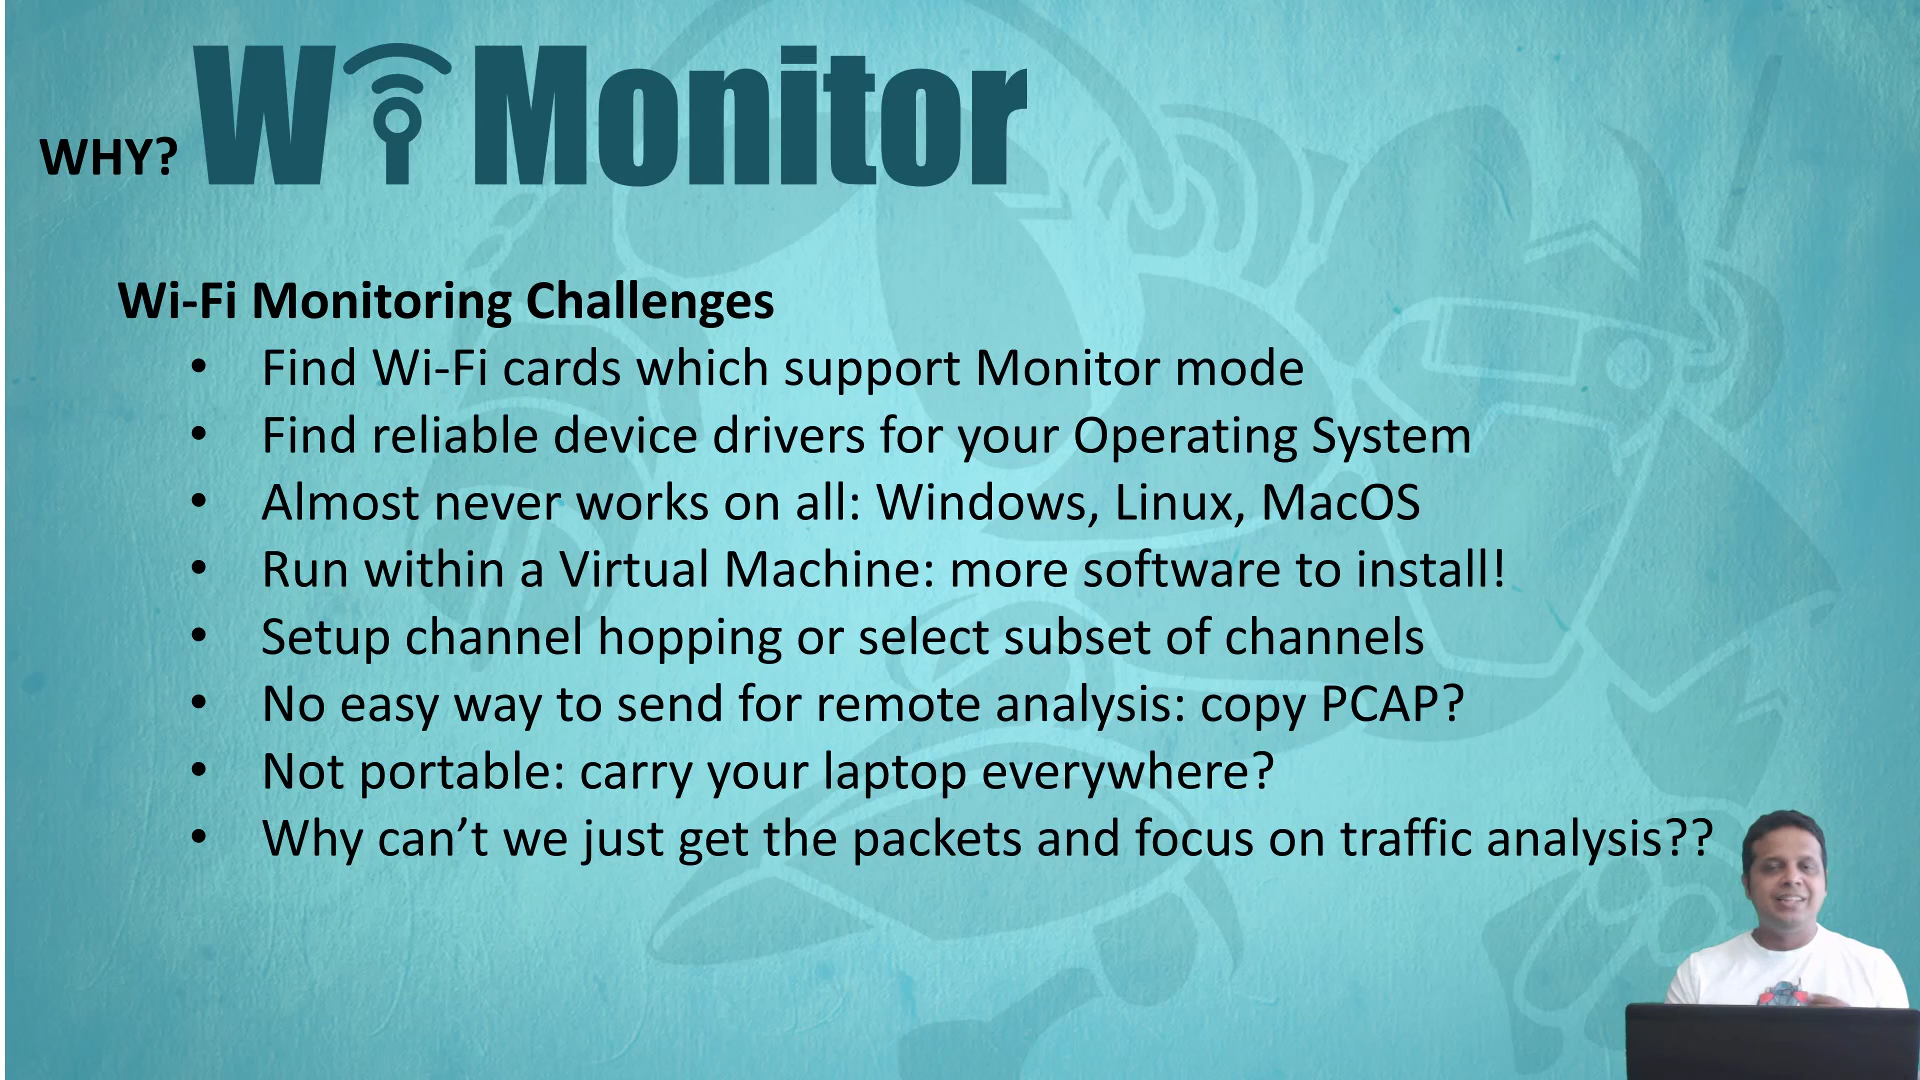 WHY? Wi Monitor
Wi-Fi Monitoring Challenges
• Find Wi-Fi cards which support Monitor mode
• Find reliable device drivers for your Operating System
• Almost never works on all: Windows, Linux, MacOS
• Run within a Virtual Machine: more software to install!
• Setup channel hopping or select subset of channels
• No easy way to send for remote analysis: copy PCAP?
• Not portable: carry your laptop everywhere?
• Why can’t we just get the packets and focus on traffic analysis??